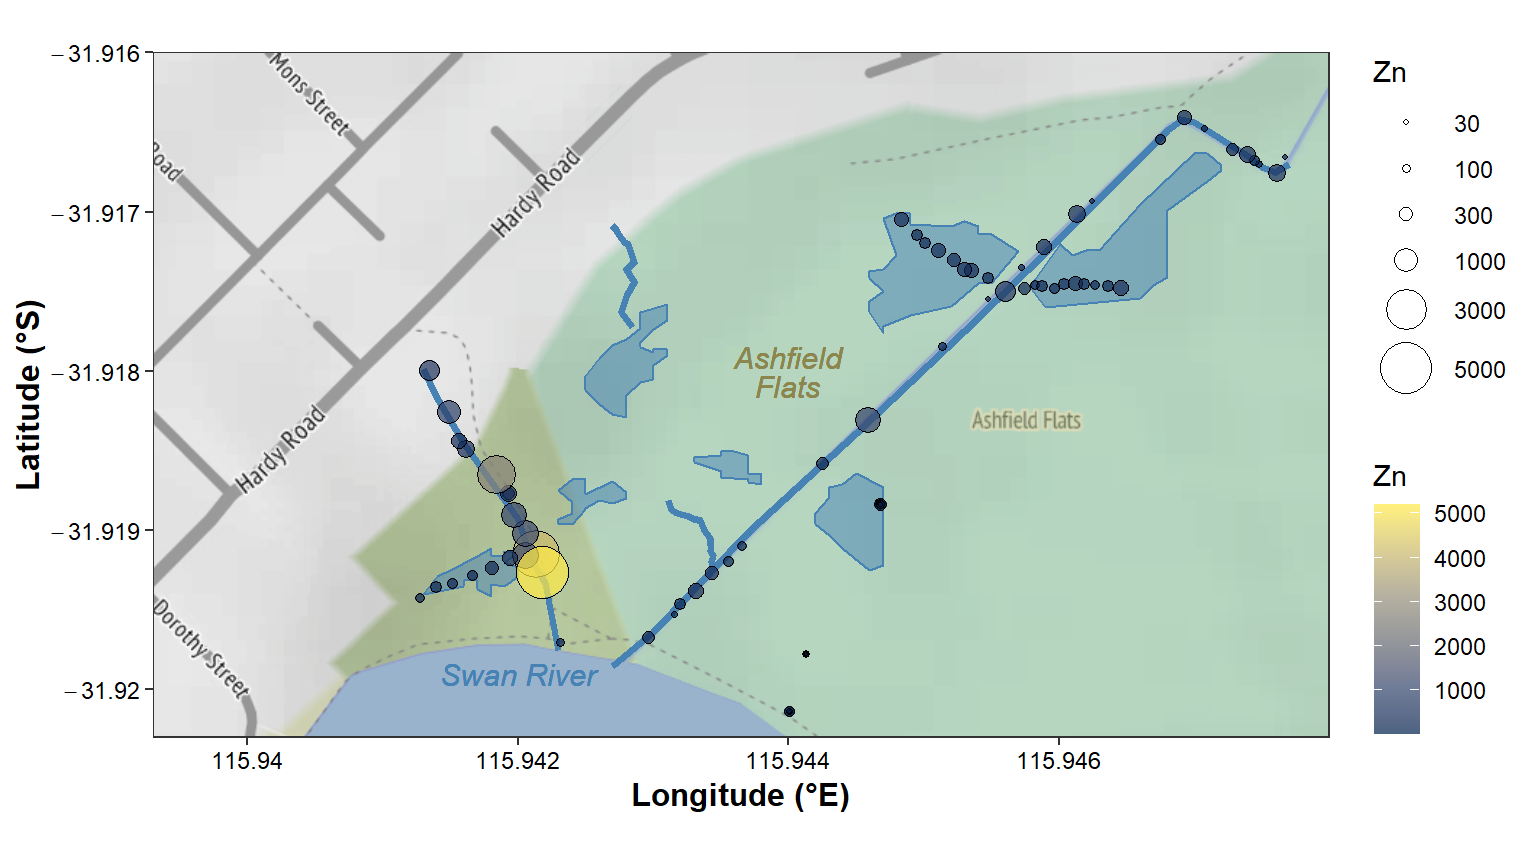 −31.916
−31.917
−31.918
−31.919
−31.92
Latitude (°S)
115.94
115.942
115.944
115.946
Longitude (°E)
Mons Street
Road
Hardy Road
Hardy Road
Dorothy Street
Ashfield
Flats
Ashfield Flats
Swan River
Zn
30
100
300
1000
3000
5000
Zn
5000
4000
3000
2000
1000